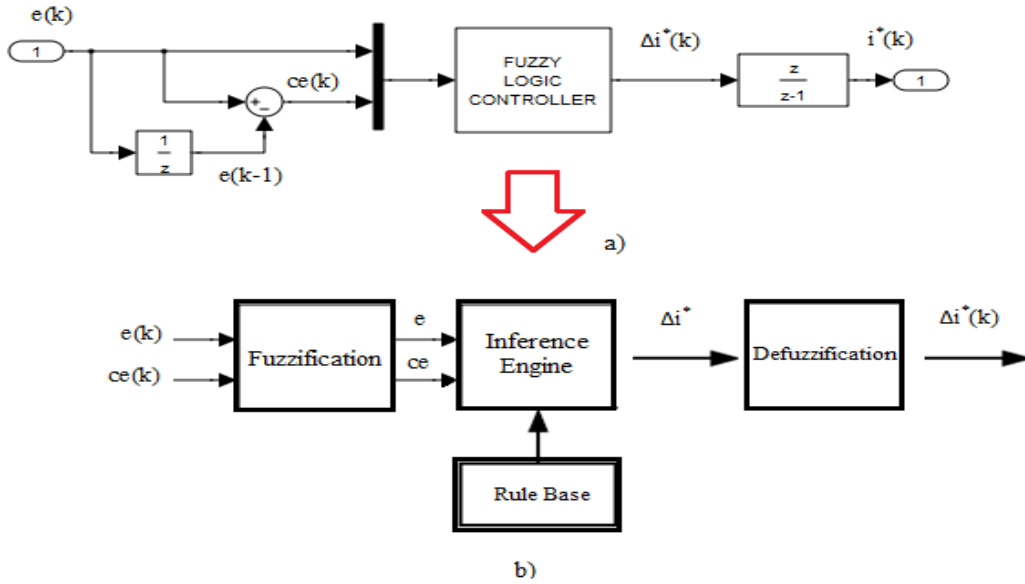 e(k)
1
ce(k)
+
−
1
z
e(k-1)
FUZZY
LOGIC
CONTROLLER
Δi*(k)
z
z-1
i*(k)
1
a)
e(k)
ce(k)
Fuzzification
e
ce
Inference
Engine
Δi*
Defuzzification
Δi*(k)
Rule Base
b)